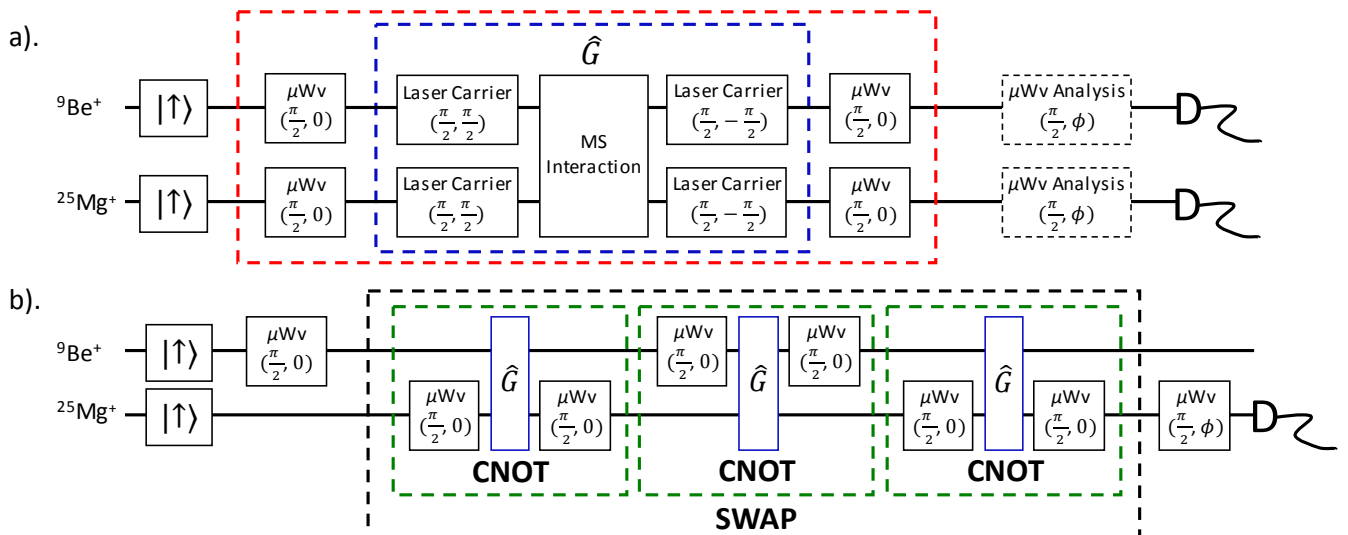 a).
Ĝ
⁹Be⁺ |↑⟩ μWv (π/2, 0) Laser Carrier (π/2, π/2) MS Interaction Laser Carrier (π/2, −π/2) μWv (π/2, 0) μWv Analysis (π/2, ϕ) D
²⁵Mg⁺ |↑⟩ μWv (π/2, 0) Laser Carrier (π/2, π/2) Laser Carrier (π/2, −π/2) μWv (π/2, 0) μWv Analysis (π/2, ϕ) D
b).
⁹Be⁺ |↑⟩ μWv (π/2, 0) Ĝ μWv (π/2, 0) Ĝ μWv (π/2, 0) Ĝ
²⁵Mg⁺ |↑⟩ μWv (π/2, 0) μWv (π/2, 0) μWv (π/2, 0) μWv (π/2, 0) μWv (π/2, ϕ) D
CNOT CNOT CNOT
SWAP